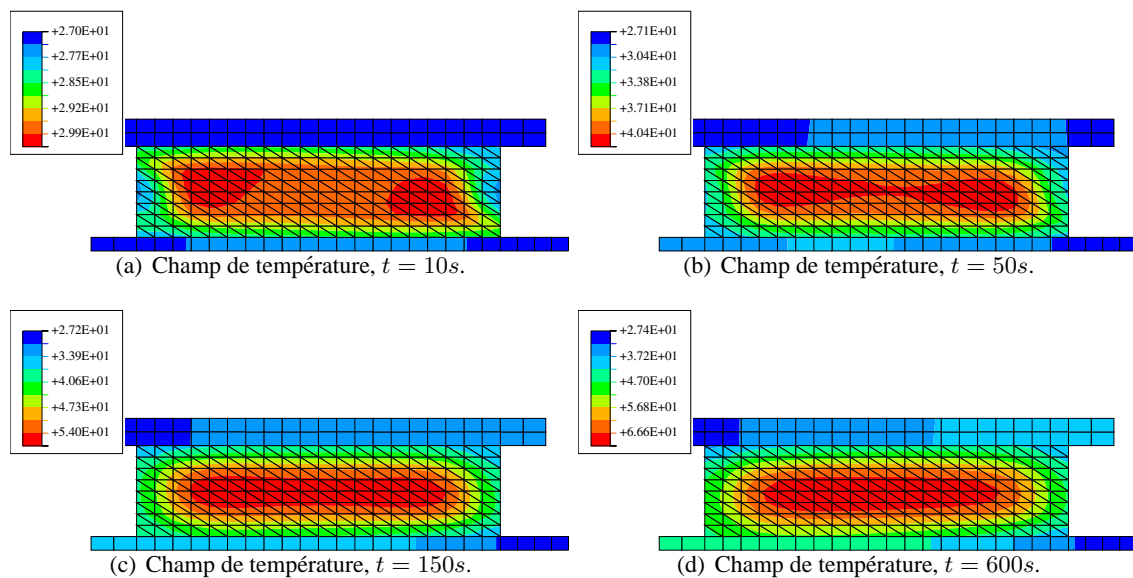 +2.70E+01
+2.77E+01
+2.85E+01
+2.92E+01
+2.99E+01
(a) Champ de température, t = 10s.
+2.71E+01
+3.04E+01
+3.38E+01
+3.71E+01
+4.04E+01
(b) Champ de température, t = 50s.
+2.72E+01
+3.39E+01
+4.06E+01
+4.73E+01
+5.40E+01
(c) Champ de température, t = 150s.
+2.74E+01
+3.72E+01
+4.70E+01
+5.68E+01
+6.66E+01
(d) Champ de température, t = 600s.